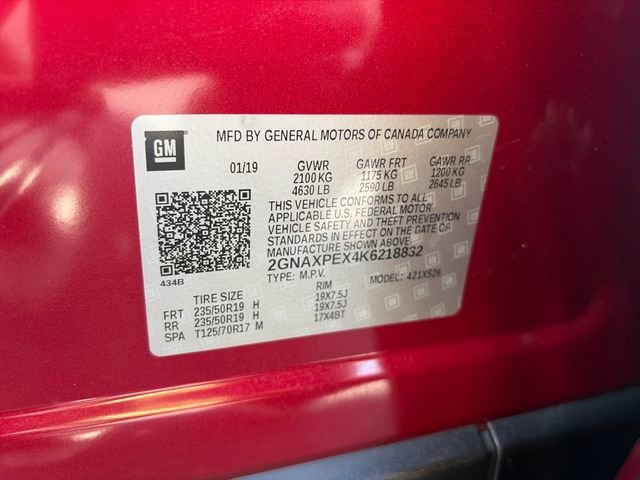 GM
MFD BY GENERAL MOTORS OF CANADA COMPANY
01/19 GVWR GAWR FRT GAWR RR
2100 KG 1175 KG 1200 KG
4630 LB 2590 LB 2645 LB
THIS VEHICLE CONFORMS TO ALL
APPLICABLE U.S. FEDERAL MOTOR
VEHICLE SAFETY AND THEFT PREVENTION
STANDARDS IN EFFECT ON THE DATE OF
MANUFACTURE SHOWN ABOVE.
2GNAXPEX4K6218832
TYPE: M.P.V. MODEL: 421XS26
434B
TIRE SIZE RIM
FRT 235/50R19 H 19X7.5J
RR 235/50R19 H 19X7.5J
SPA T125/70R17 M 17X4BT